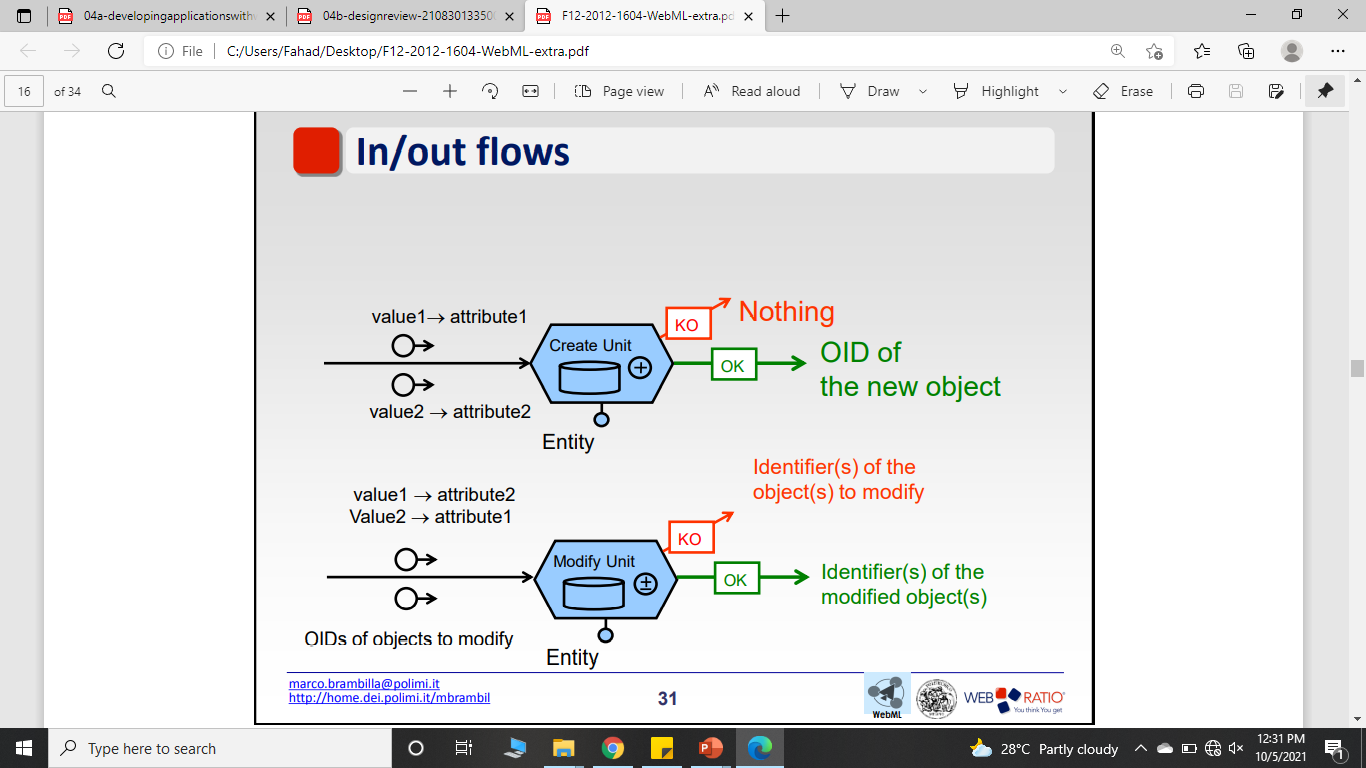 04a-developingapplicationswith
04b-designreview-21083013350
F12-2012-1604-WebML-extra.pd
File
C:/Users/Fahad/Desktop/F12-2012-1604-WebML-extra.pdf
16
of 34
Page view
Read aloud
Draw
Highlight
Erase
In/out flows
value1→ attribute1
KO
Nothing
Create Unit
OK
OID of
the new object
value2 → attribute2
Entity
Identifier(s) of the
object(s) to modify
value1 → attribute2
Value2 → attribute1
KO
Modify Unit
OK
Identifier(s) of the
modified object(s)
OIDs of objects to modify
Entity
marco.brambilla@polimi.it
http://home.dei.polimi.it/mbrambil
31
WebML
WEB RATIO®
You think You get
Type here to search
28°C Partly cloudy
12:31 PM
10/5/2021
1